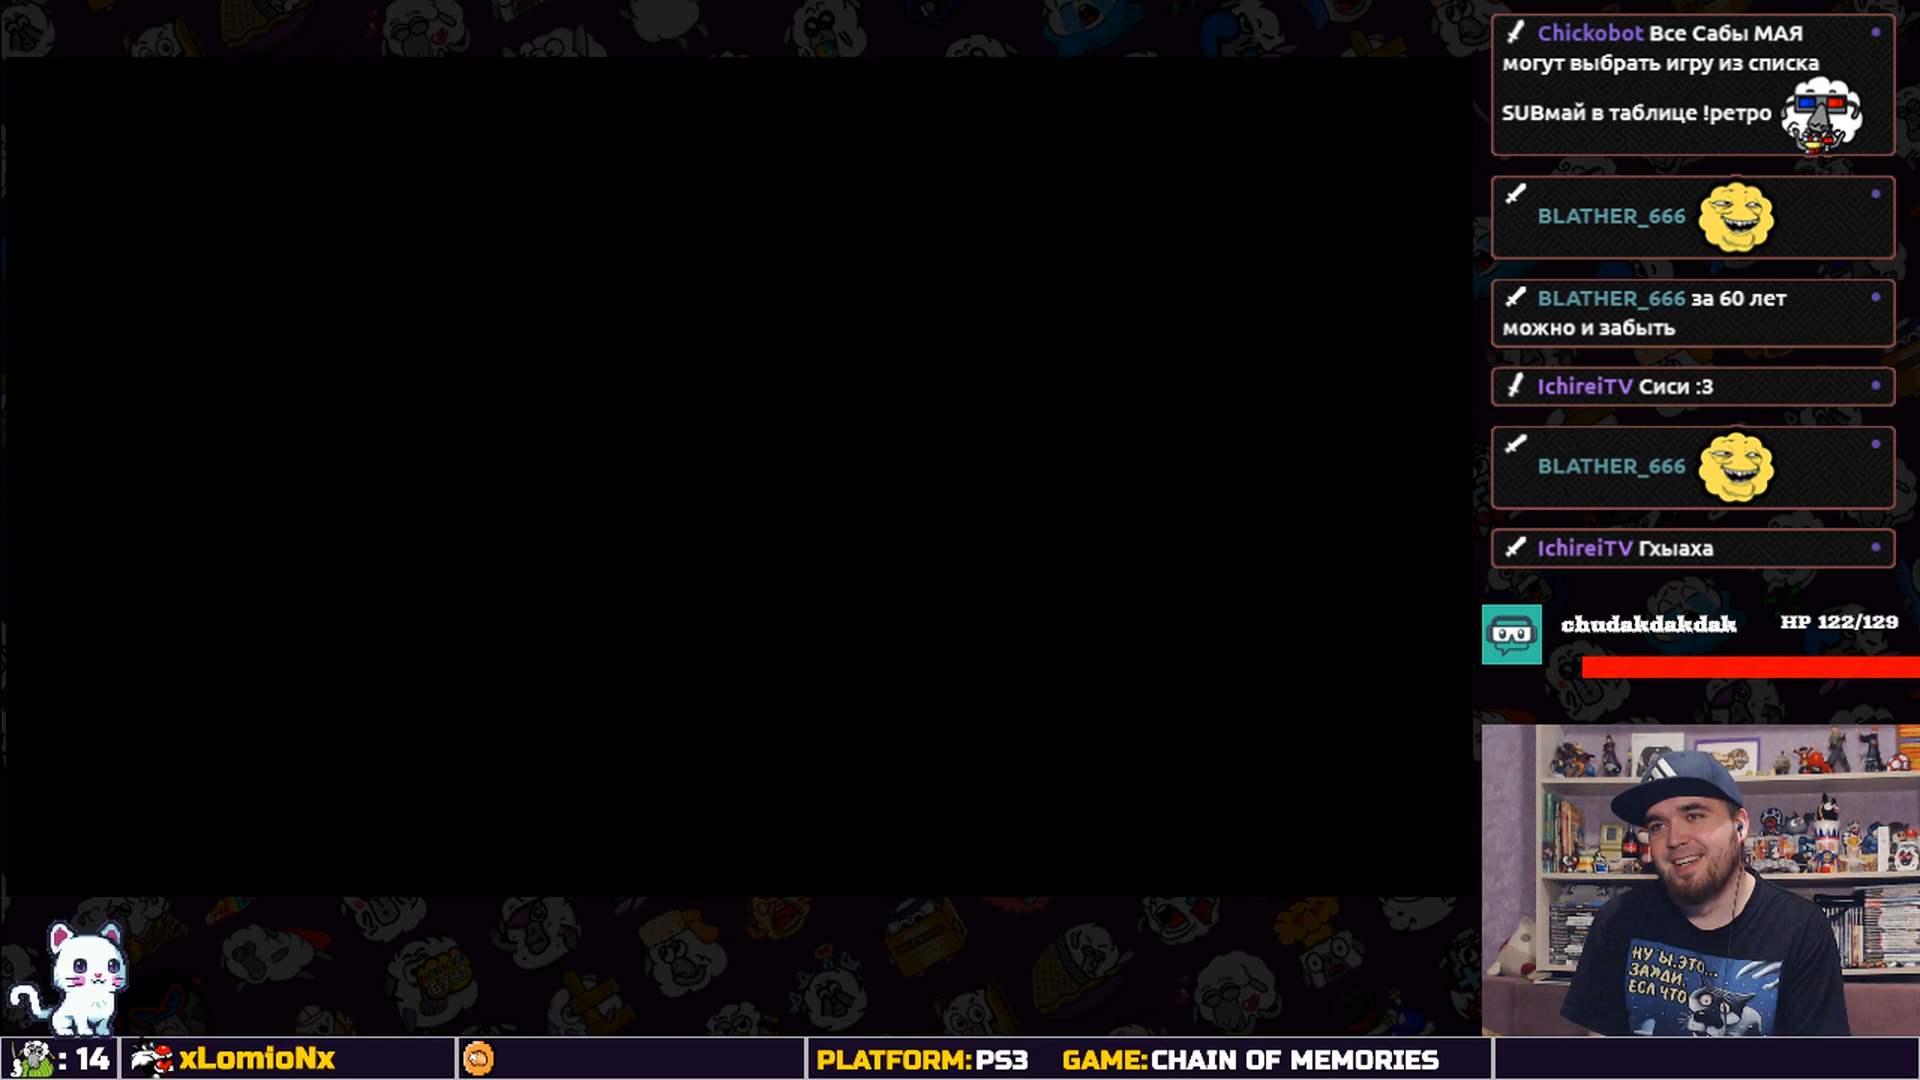 Chickobot Все Сабы МАЯ
могут выбрать игру из списка
SUBмай в таблице !ретро
BLATHER_666
BLATHER_666 за 60 лет
можно и забыть
IchireiTV Сиси :3
BLATHER_666
IchireiTV Гхыаха
chudakdakdak HP 122/129
НУ Ы.ЭТО...
ЗАХДИ,
ЕСЛ ЧТО
: 14 xLomioNx PLATFORM: PS3 GAME: CHAIN OF MEMORIES